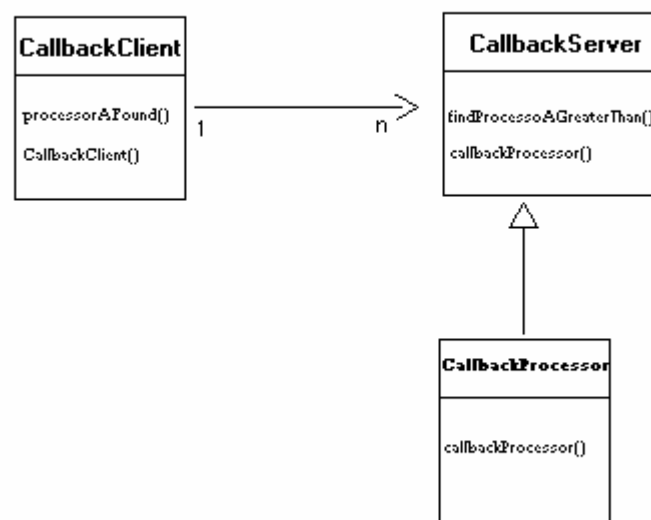 CallbackClient
processorAFound()
CallbackClient()
1
n
CallbackServer
findProcessoAGreaterThan()
callbackProcessor()
CallbackProcessor
callbackProcessor()